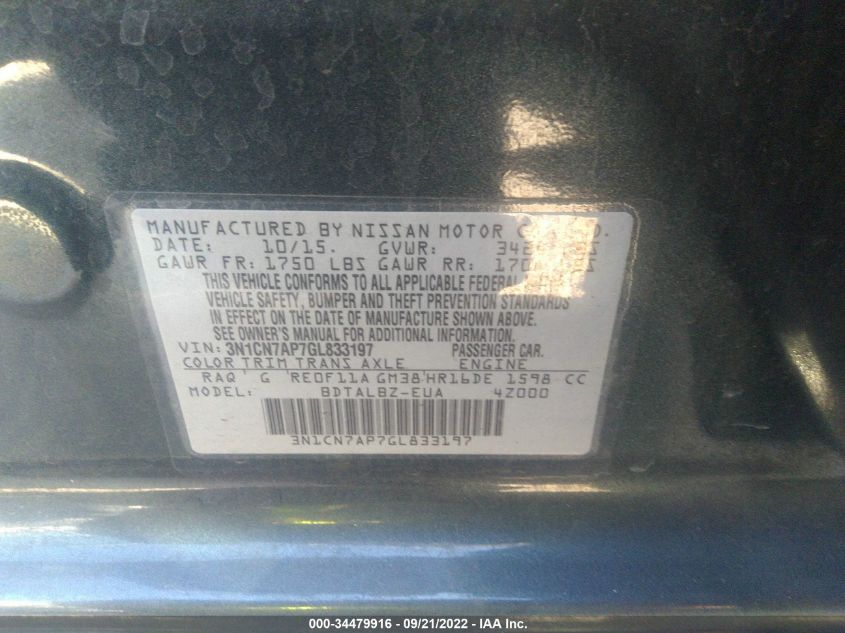 MANUFACTURED BY NISSAN MOTOR
DATE: 10/15. GVWR:
GAWR FR: 1750 LBS GAWR RR:
THIS VEHICLE CONFORMS TO ALL APPLICABLE FEDERAL
VEHICLE SAFETY, BUMPER AND THEFT PREVENTION STANDARDS
IN EFFECT ON THE DATE OF MANUFACTURE SHOWN ABOVE.
SEE OWNER'S MANUAL FOR ADDITIONAL INFORMATION.
VIN: 3N1CN7AP7GL833197 PASSENGER CAR.
COLOR TRIM TRANS AXLE ENGINE
RAQ G RE0F11A GM38 HR16DE 1598 CC
MODEL: BDTALBZ-EUA 4Z000
3N1CN7AP7GL833197
000-34479916 - 09/21/2022 - IAA Inc.